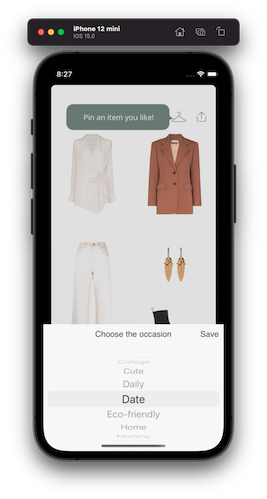 iPhone 12 mini
iOS 15.0
8:27
Pin an item you like!
Choose the occasion
Save
College
Cute
Daily
Date
Eco-friendly
Home